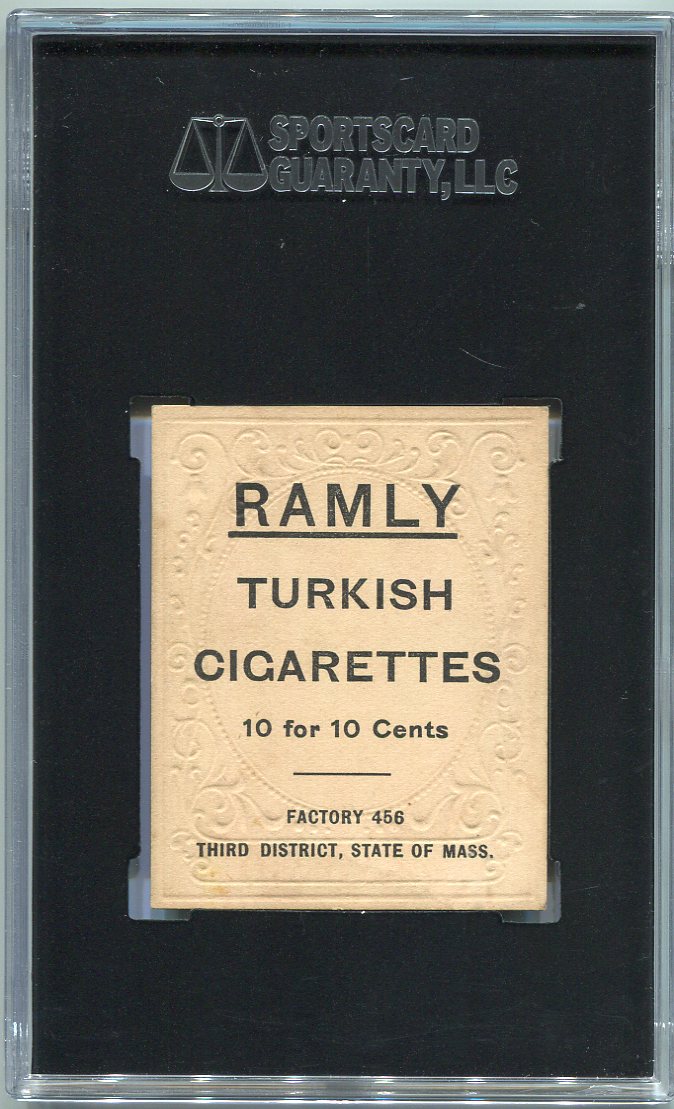 SPORTSCARD
GUARANTY, LLC
RAMLY
TURKISH
CIGARETTES
10 for 10 Cents
FACTORY 456
THIRD DISTRICT, STATE OF MASS.